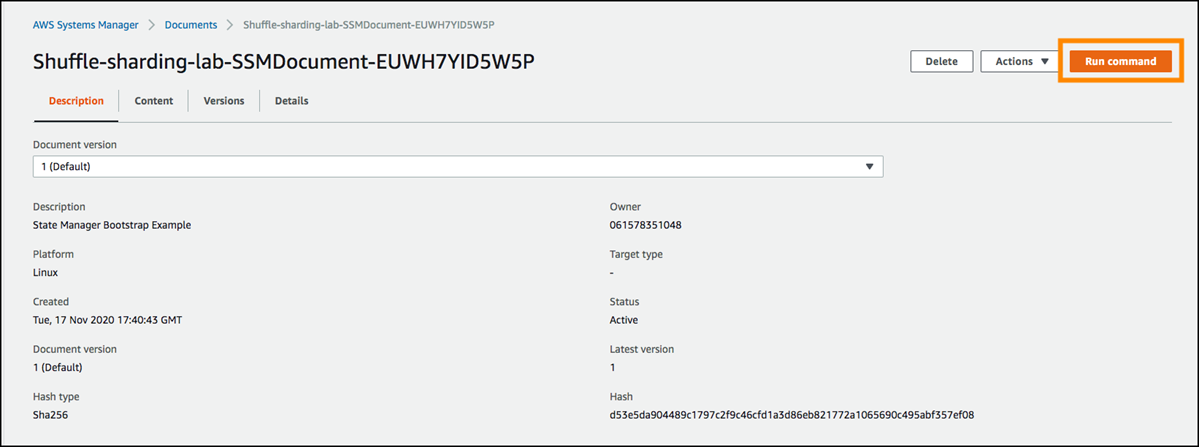 AWS Systems Manager > Documents > Shuffle-sharding-lab-SSMDocument-EUWH7YID5W5P
Shuffle-sharding-lab-SSMDocument-EUWH7YID5W5P
Delete
Actions
Run command
Description
Content
Versions
Details
Document version
1 (Default)
Description
State Manager Bootstrap Example
Owner
061578351048
Platform
Linux
Target type
-
Created
Tue, 17 Nov 2020 17:40:43 GMT
Status
Active
Document version
1 (Default)
Latest version
1
Hash type
Sha256
Hash
d53e5da904489c1797c2f9c46cfd1a3d86eb821772a1065690c495abf357ef08